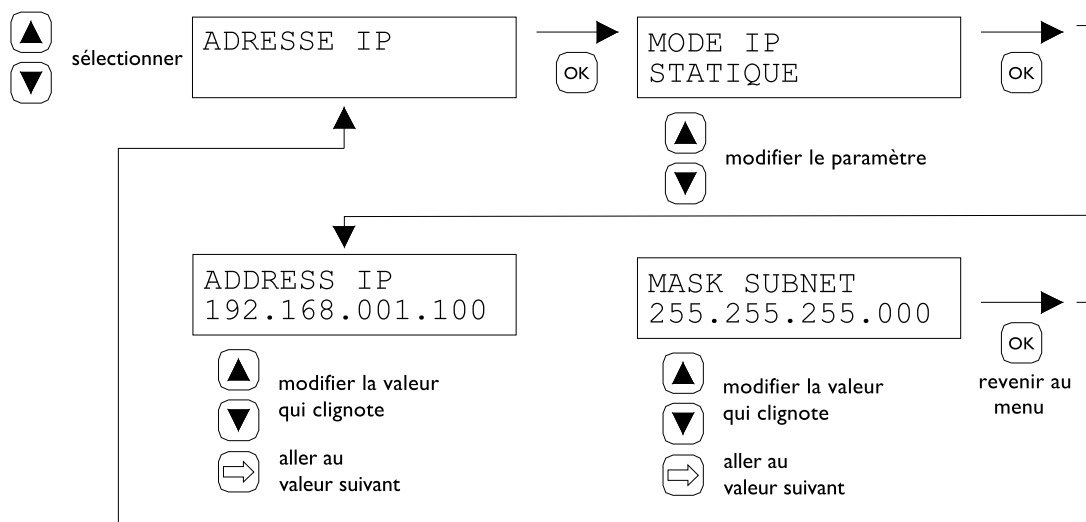 sélectionner
ADRESSE IP
OK
MODE IP
STATIQUE
OK
modifier le paramètre
ADDRESS IP
192.168.001.100
MASK SUBNET
255.255.255.000
OK
revenir au
menu
modifier la valeur
qui clignote
aller au
valeur suivant
modifier la valeur
qui clignote
aller au
valeur suivant